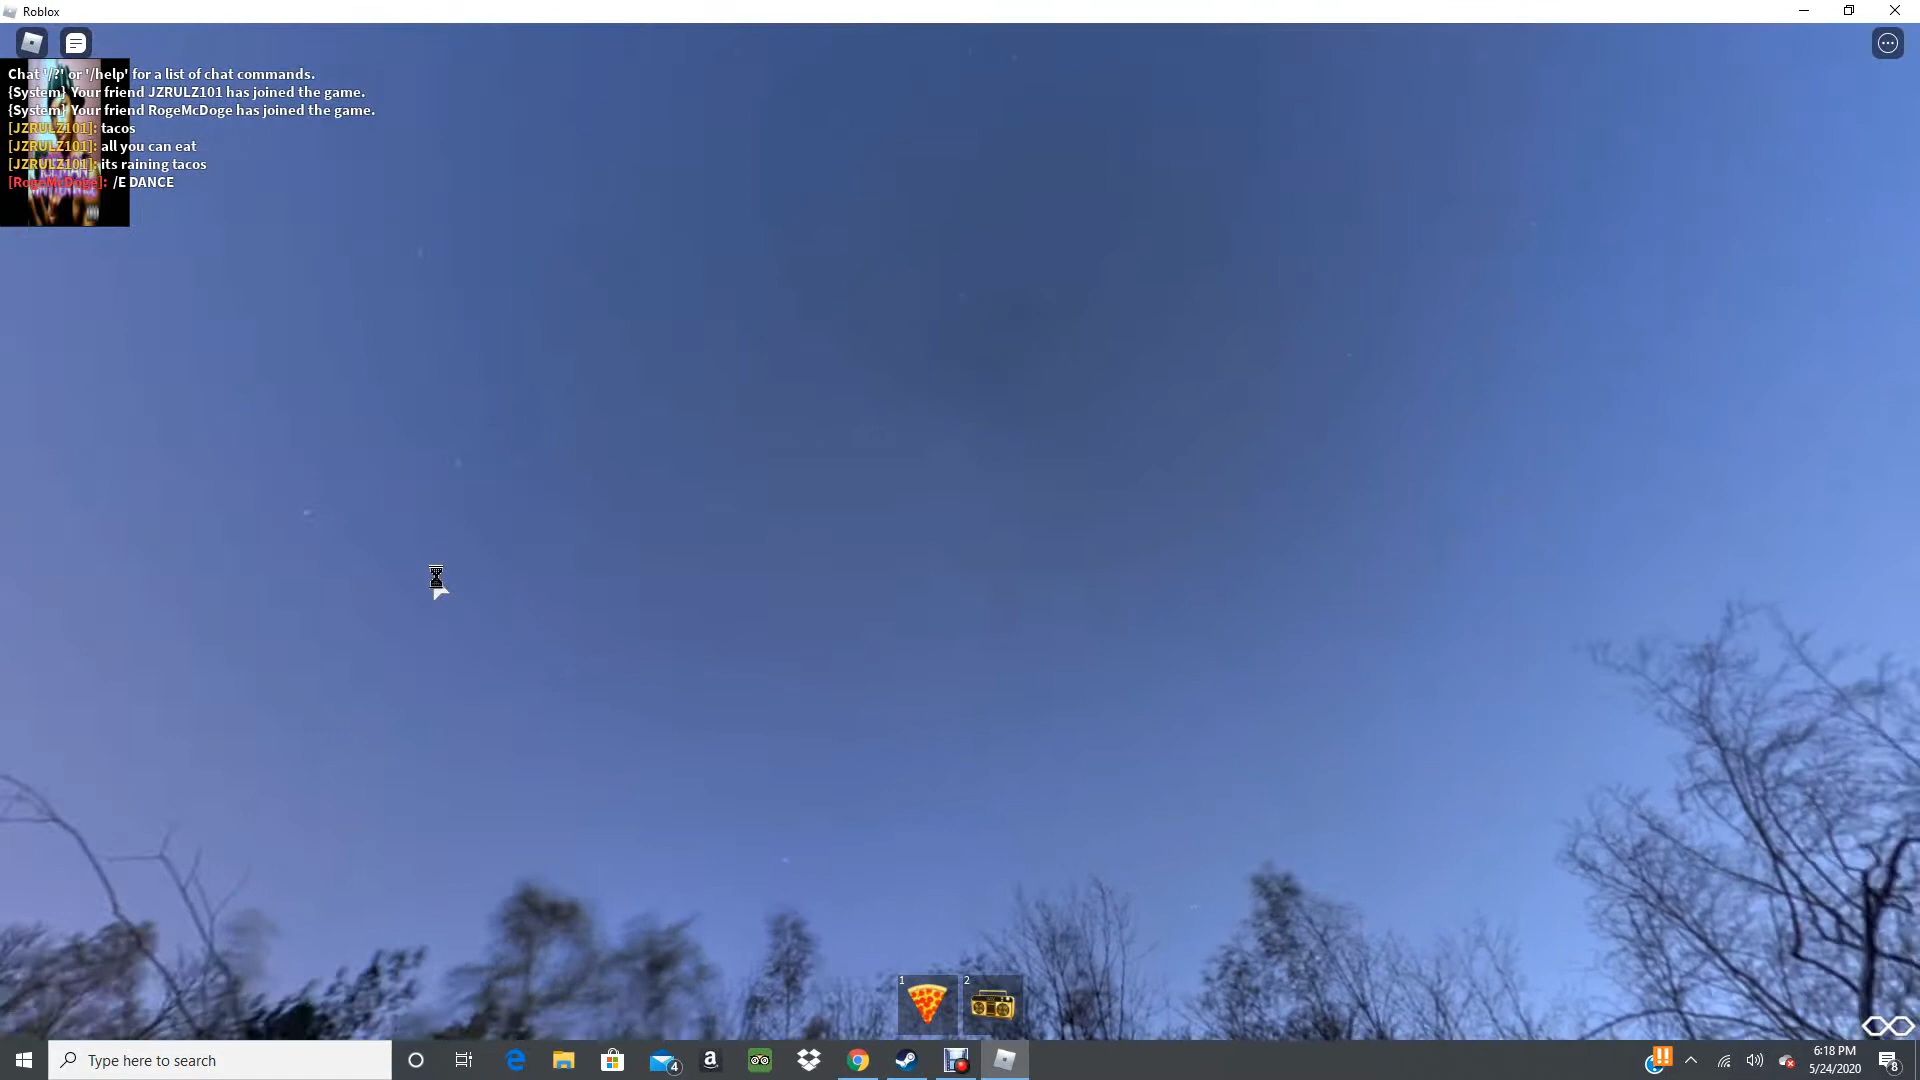 Roblox
Chat '/?' or '/help' for a list of chat commands.
{System} Your friend JZRULZ101 has joined the game.
{System} Your friend RogeMcDoge has joined the game.
[JZRULZ101]: tacos
[JZRULZ101]: all you can eat
[JZRULZ101]: its raining tacos
[RogeMcDoge]: /E DANCE
1 2
Type here to search
4
6:18 PM
5/24/2020
8